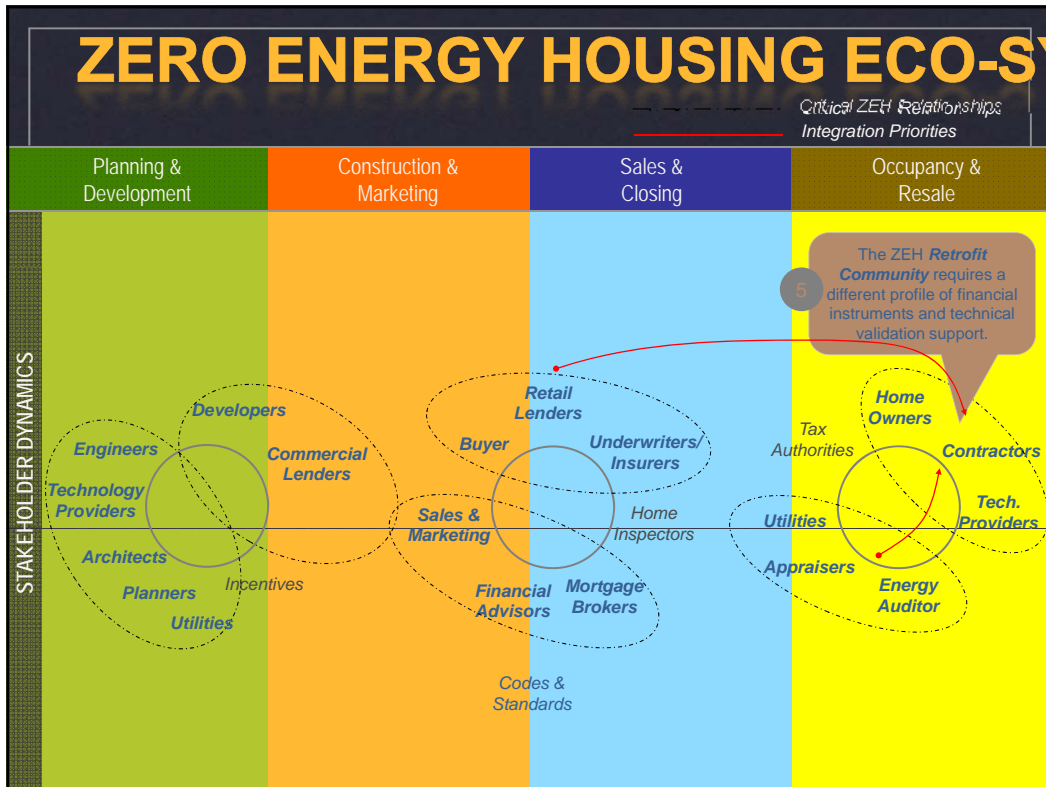 ZERO ENERGY HOUSING ECO-SY
Critical ZEH Relationships
Integration Priorities
Planning &
Development
Construction &
Marketing
Sales &
Closing
Occupancy &
Resale
STAKEHOLDER DYNAMICS
5
The ZEH Retrofit
Community requires a
different profile of financial
instruments and technical
validation support.
Developers
Engineers
Commercial
Lenders
Technology
Providers
Architects
Planners
Incentives
Utilities
Retail
Lenders
Buyer
Underwriters/
Insurers
Sales &
Marketing
Home
Inspectors
Financial
Advisors
Mortgage
Brokers
Codes &
Standards
Home
Owners
Tax
Authorities
Contractors
Tech.
Providers
Utilities
Appraisers
Energy
Auditor